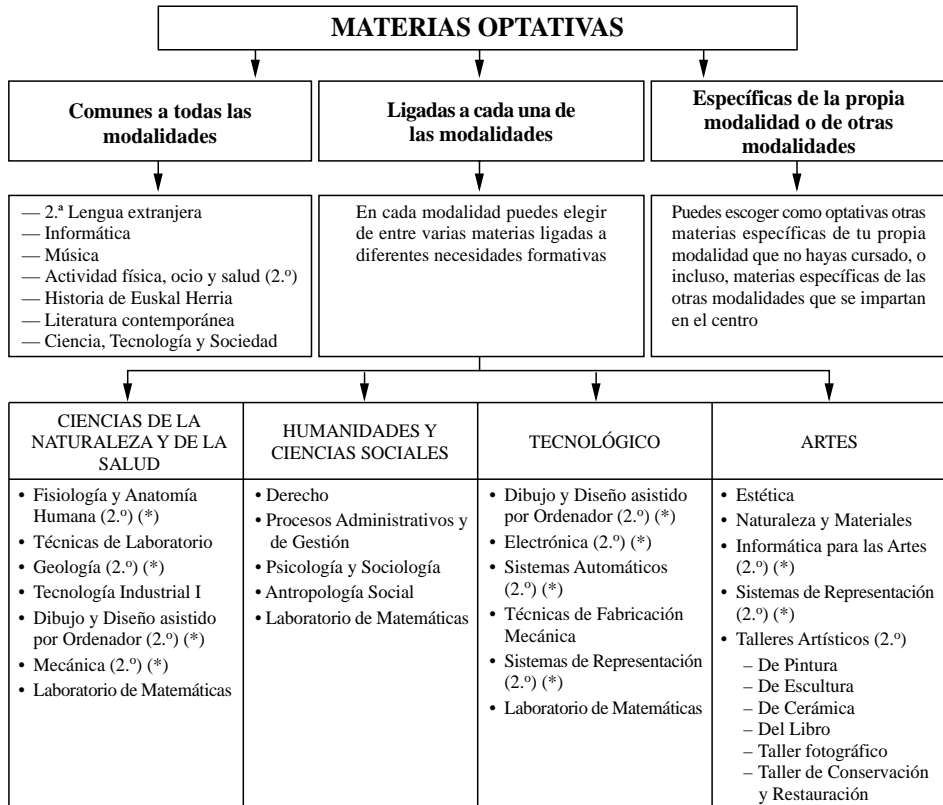 MATERIAS OPTATIVAS
Comunes a todas las
modalidades
Ligadas a cada una de
las modalidades
Específicas de la propia
modalidad o de otras
modalidades
— 2.ª Lengua extranjera
— Informática
— Música
— Actividad física, ocio y salud (2.º)
— Historia de Euskal Herria
— Literatura contemporánea
— Ciencia, Tecnología y Sociedad
En cada modalidad puedes elegir
de entre varias materias ligadas a
diferentes necesidades formativas
Puedes escoger como optativas otras
materias específicas de tu propia
modalidad que no hayas cursado, o
incluso, materias específicas de las
otras modalidades que se impartan
en el centro
CIENCIAS DE LA
NATURALEZA Y DE LA
SALUD
• Fisiología y Anatomía
Humana (2.º) (*)
• Técnicas de Laboratorio
• Geología (2.º) (*)
• Tecnología Industrial I
• Dibujo y Diseño asistido
por Ordenador (2.º) (*)
• Mecánica (2.º) (*)
• Laboratorio de Matemáticas
HUMANIDADES Y
CIENCIAS SOCIALES
• Derecho
• Procesos Administrativos y
de Gestión
• Psicología y Sociología
• Antropología Social
• Laboratorio de Matemáticas
TECNOLÓGICO
• Dibujo y Diseño asistido
por Ordenador (2.º) (*)
• Electrónica (2.º) (*)
• Sistemas Automáticos
(2.º) (*)
• Técnicas de Fabricación
Mecánica
• Sistemas de Representación
(2.º) (*)
• Laboratorio de Matemáticas
ARTES
• Estética
• Naturaleza y Materiales
• Informática para las Artes
(2.º) (*)
• Sistemas de Representación
(2.º) (*)
• Talleres Artísticos (2.º)
– De Pintura
– De Escultura
– De Cerámica
– Del Libro
– Taller fotográfico
– Taller de Conservación
y Restauración